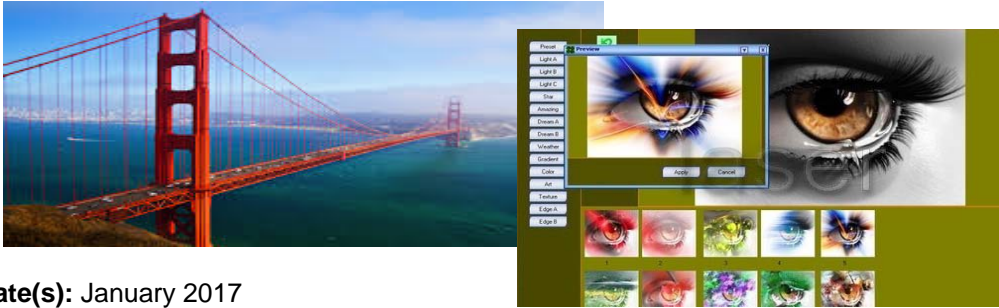 Preset
Preview
Light A
Light B
Light C
Star
Amazing
Dream A
Dream B
Weather
Gradient
Color
Art
Texture
Edge A
Edge B
Apply
Cancel
1
2
3
4
5
ate(s): January 2017